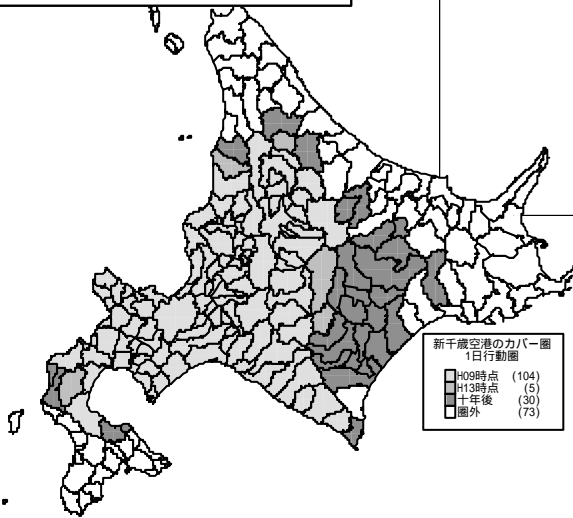 新千歳空港のカバー圏
1日行動圏
H09時点 (104)
H13時点 (5)
十年後 (30)
圏外 (73)